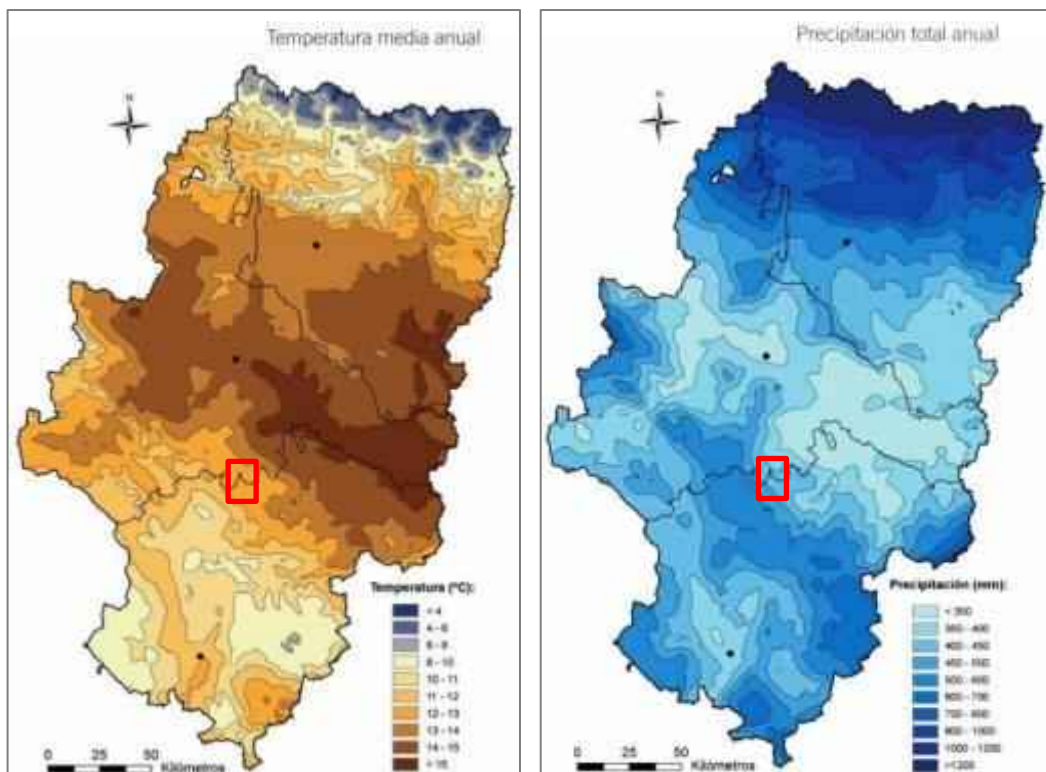 Temperatura media anual
Precipitación total anual
N
N
Temperatura (°C):
< 4
4 - 6
6 - 8
8 - 10
10 - 11
11 - 12
12 - 13
13 - 14
14 - 15
> 15
0 25 50
Kilómetros
Precipitación (mm):
< 350
350 - 400
400 - 450
450 - 500
500 - 600
600 - 700
700 - 800
800 - 1000
1000 - 1200
>1200
0 25 50
Kilómetros